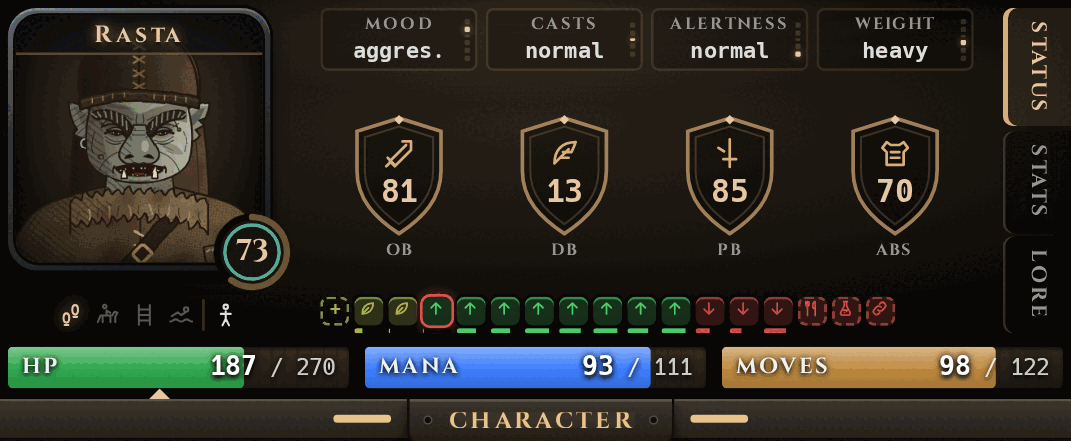 RASTA
73
MOOD
aggres.
CASTS
normal
ALERTNESS
normal
WEIGHT
heavy
81
OB
13
DB
85
PB
70
ABS
STATUS
STATS
LORE
HP 187 / 270
MANA 93 / 111
MOVES 98 / 122
CHARACTER